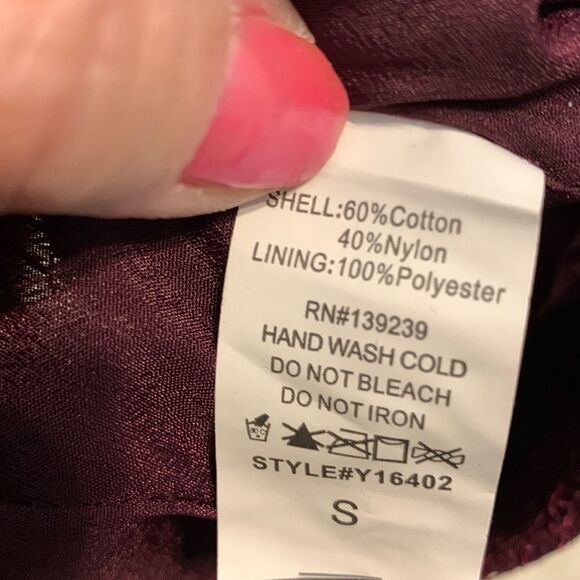 SHELL:60%Cotton
40%Nylon
LINING:100%Polyester
RN#139239
HAND WASH COLD
DO NOT BLEACH
DO NOT IRON
STYLE#Y16402
S